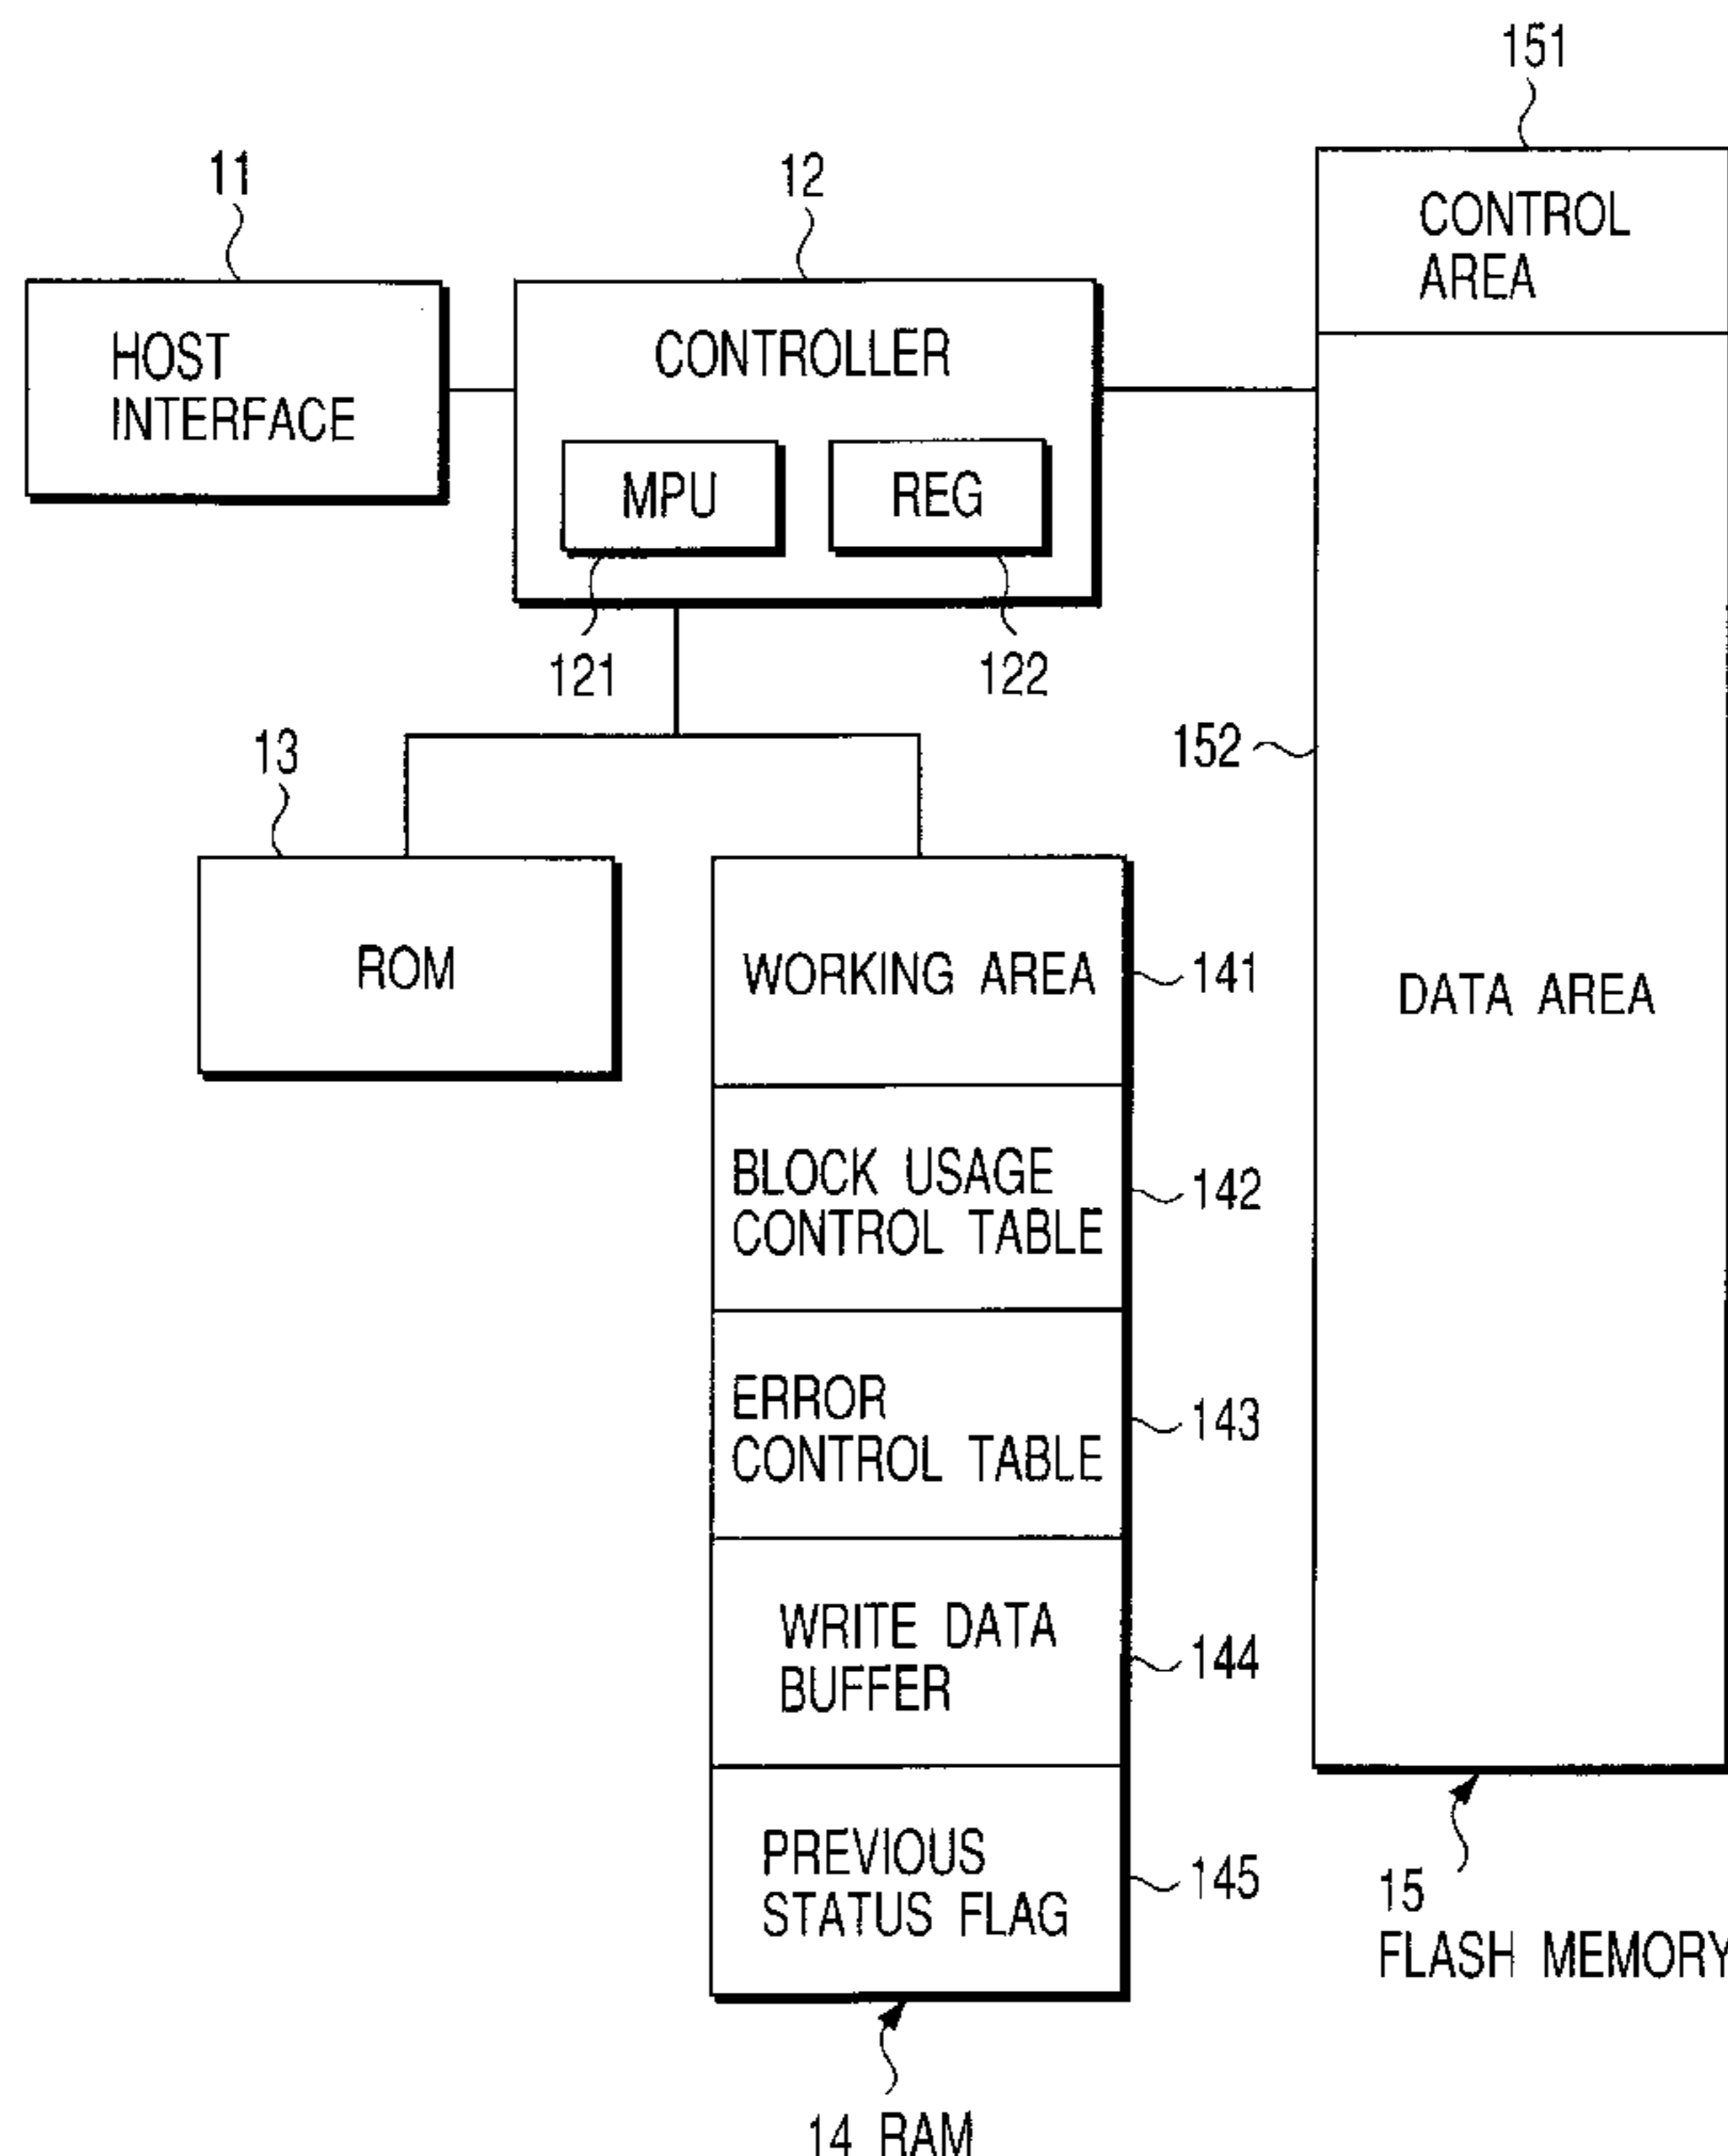 151
11
12
CONTROL
AREA
HOST
INTERFACE
CONTROLLER
MPU
REG
121
122
152
13
ROM
WORKING AREA
141
DATA AREA
BLOCK USAGE
CONTROL TABLE
142
ERROR
CONTROL TABLE
143
WRITE DATA
BUFFER
144
PREVIOUS
STATUS FLAG
145
15
FLASH MEMORY
14 RAM